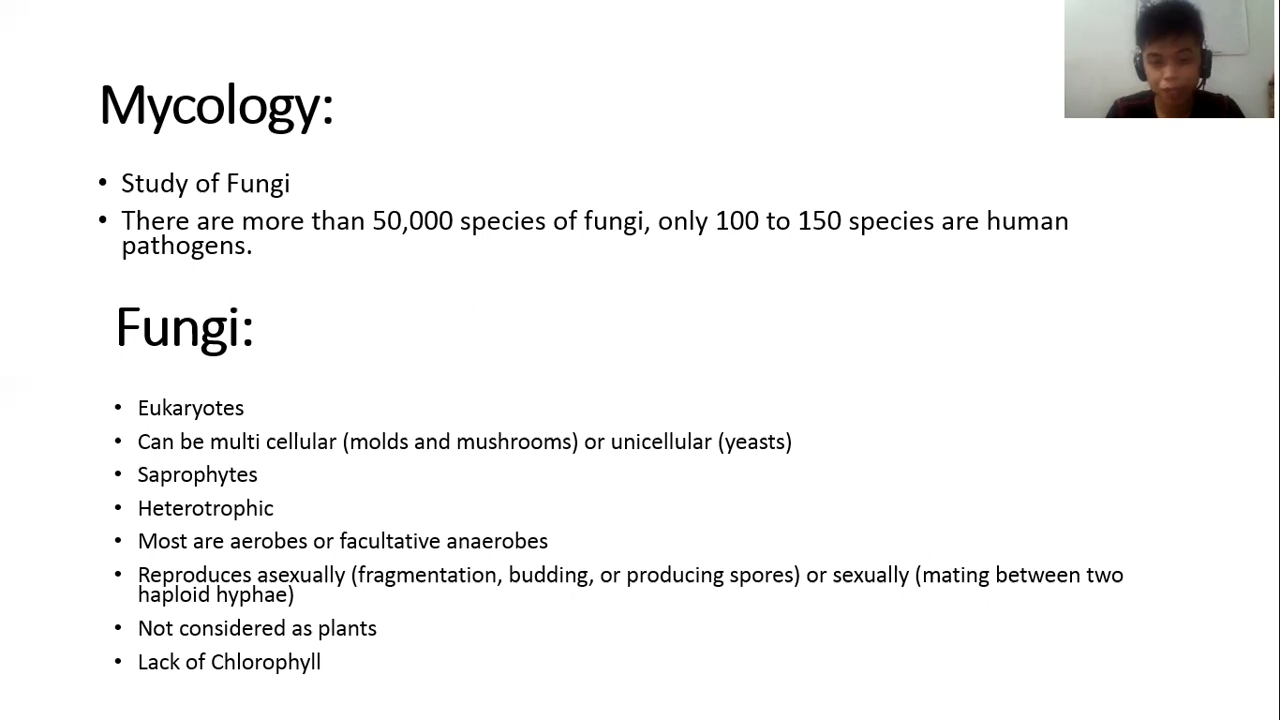 Mycology:
• Study of Fungi
• There are more than 50,000 species of fungi, only 100 to 150 species are human
pathogens.
Fungi:
• Eukaryotes
• Can be multi cellular (molds and mushrooms) or unicellular (yeasts)
• Saprophytes
• Heterotrophic
• Most are aerobes or facultative anaerobes
• Reproduces asexually (fragmentation, budding, or producing spores) or sexually (mating between two
haploid hyphae)
• Not considered as plants
• Lack of Chlorophyll